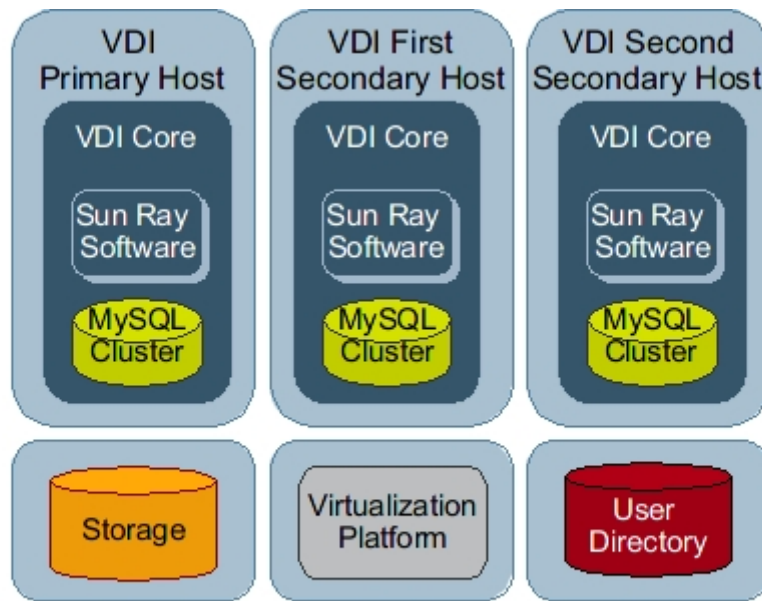 VDI
Primary Host
VDI Core
Sun Ray
Software
MySQL
Cluster
VDI First
Secondary Host
VDI Core
Sun Ray
Software
MySQL
Cluster
VDI Second
Secondary Host
VDI Core
Sun Ray
Software
MySQL
Cluster
Storage
Virtualization
Platform
User
Directory